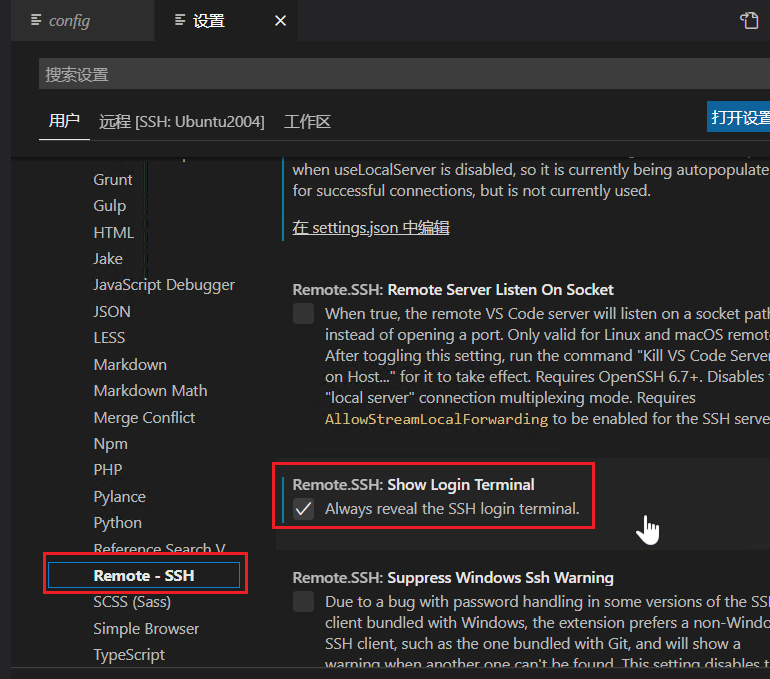 config
设置
搜索设置
用户
远程 [SSH: Ubuntu2004]
工作区
打开设置
Grunt
Gulp
HTML
Jake
JavaScript Debugger
JSON
LESS
Markdown
Markdown Math
Merge Conflict
Npm
PHP
Pylance
Python
Reference Search V
Remote - SSH
SCSS (Sass)
Simple Browser
TypeScript
when useLocalServer is disabled, so it is currently being autopopulate
for successful connections, but is not currently used.
在 settings.json 中编辑
Remote.SSH: Remote Server Listen On Socket
When true, the remote VS Code server will listen on a socket path
instead of opening a port. Only valid for Linux and macOS remote
After toggling this setting, run the command "Kill VS Code Server
on Host..." for it to take effect. Requires OpenSSH 6.7+. Disables
"local server" connection multiplexing mode. Requires
AllowStreamLocalForwarding to be enabled for the SSH serve
Remote.SSH: Show Login Terminal
Always reveal the SSH login terminal.
Remote.SSH: Suppress Windows Ssh Warning
Due to a bug with password handling in some versions of the SS
client bundled with Windows, the extension prefers a non-Windo
SSH client, such as the one bundled with Git, and will show a
warning when another one can't be found. This setting disables t